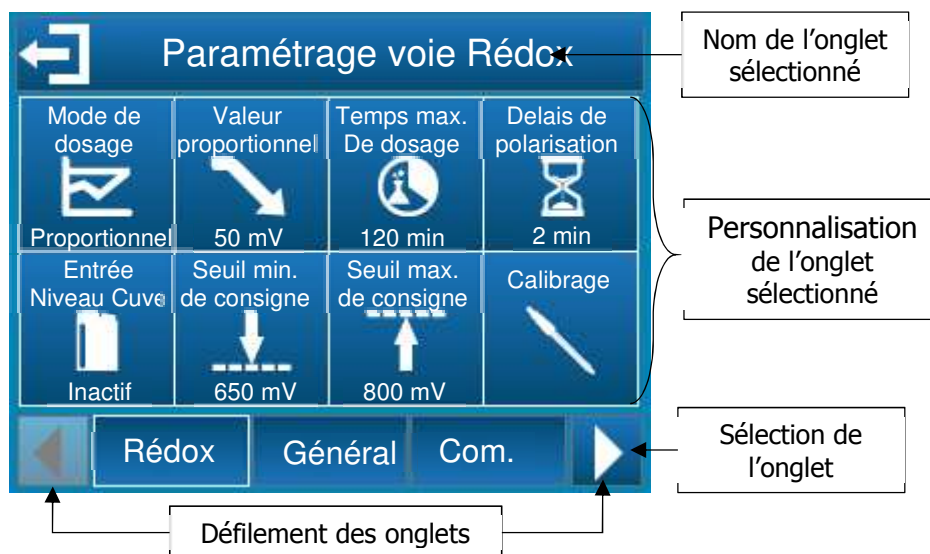 Paramétrage voie Rédox
Nom de l'onglet
sélectionné
Mode de
dosage
Proportionnel
Valeur
proportionnel
50 mV
Temps max.
De dosage
120 min
Delais de
polarisation
2 min
Entrée
Niveau Cuve
Inactif
Seuil min.
de consigne
650 mV
Seuil max.
de consigne
800 mV
Calibrage
Personnalisation
de l'onglet
sélectionné
Rédox
Général
Com.
Sélection de
l'onglet
Défilement des onglets